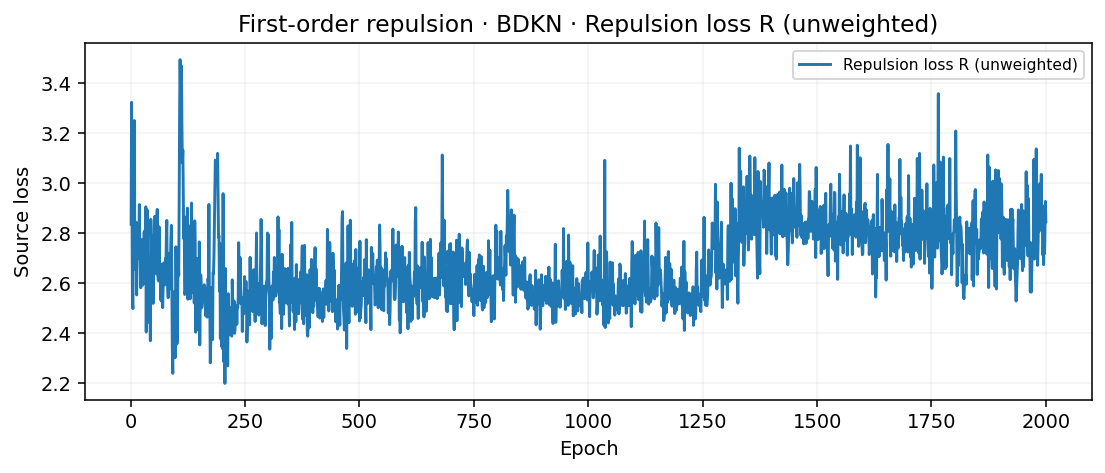 First-order repulsion · BDKN · Repulsion loss R (unweighted)
Repulsion loss R (unweighted)
Source loss
3.4
3.2
3.0
2.8
2.6
2.4
2.2
0 250 500 750 1000 1250 1500 1750 2000
Epoch